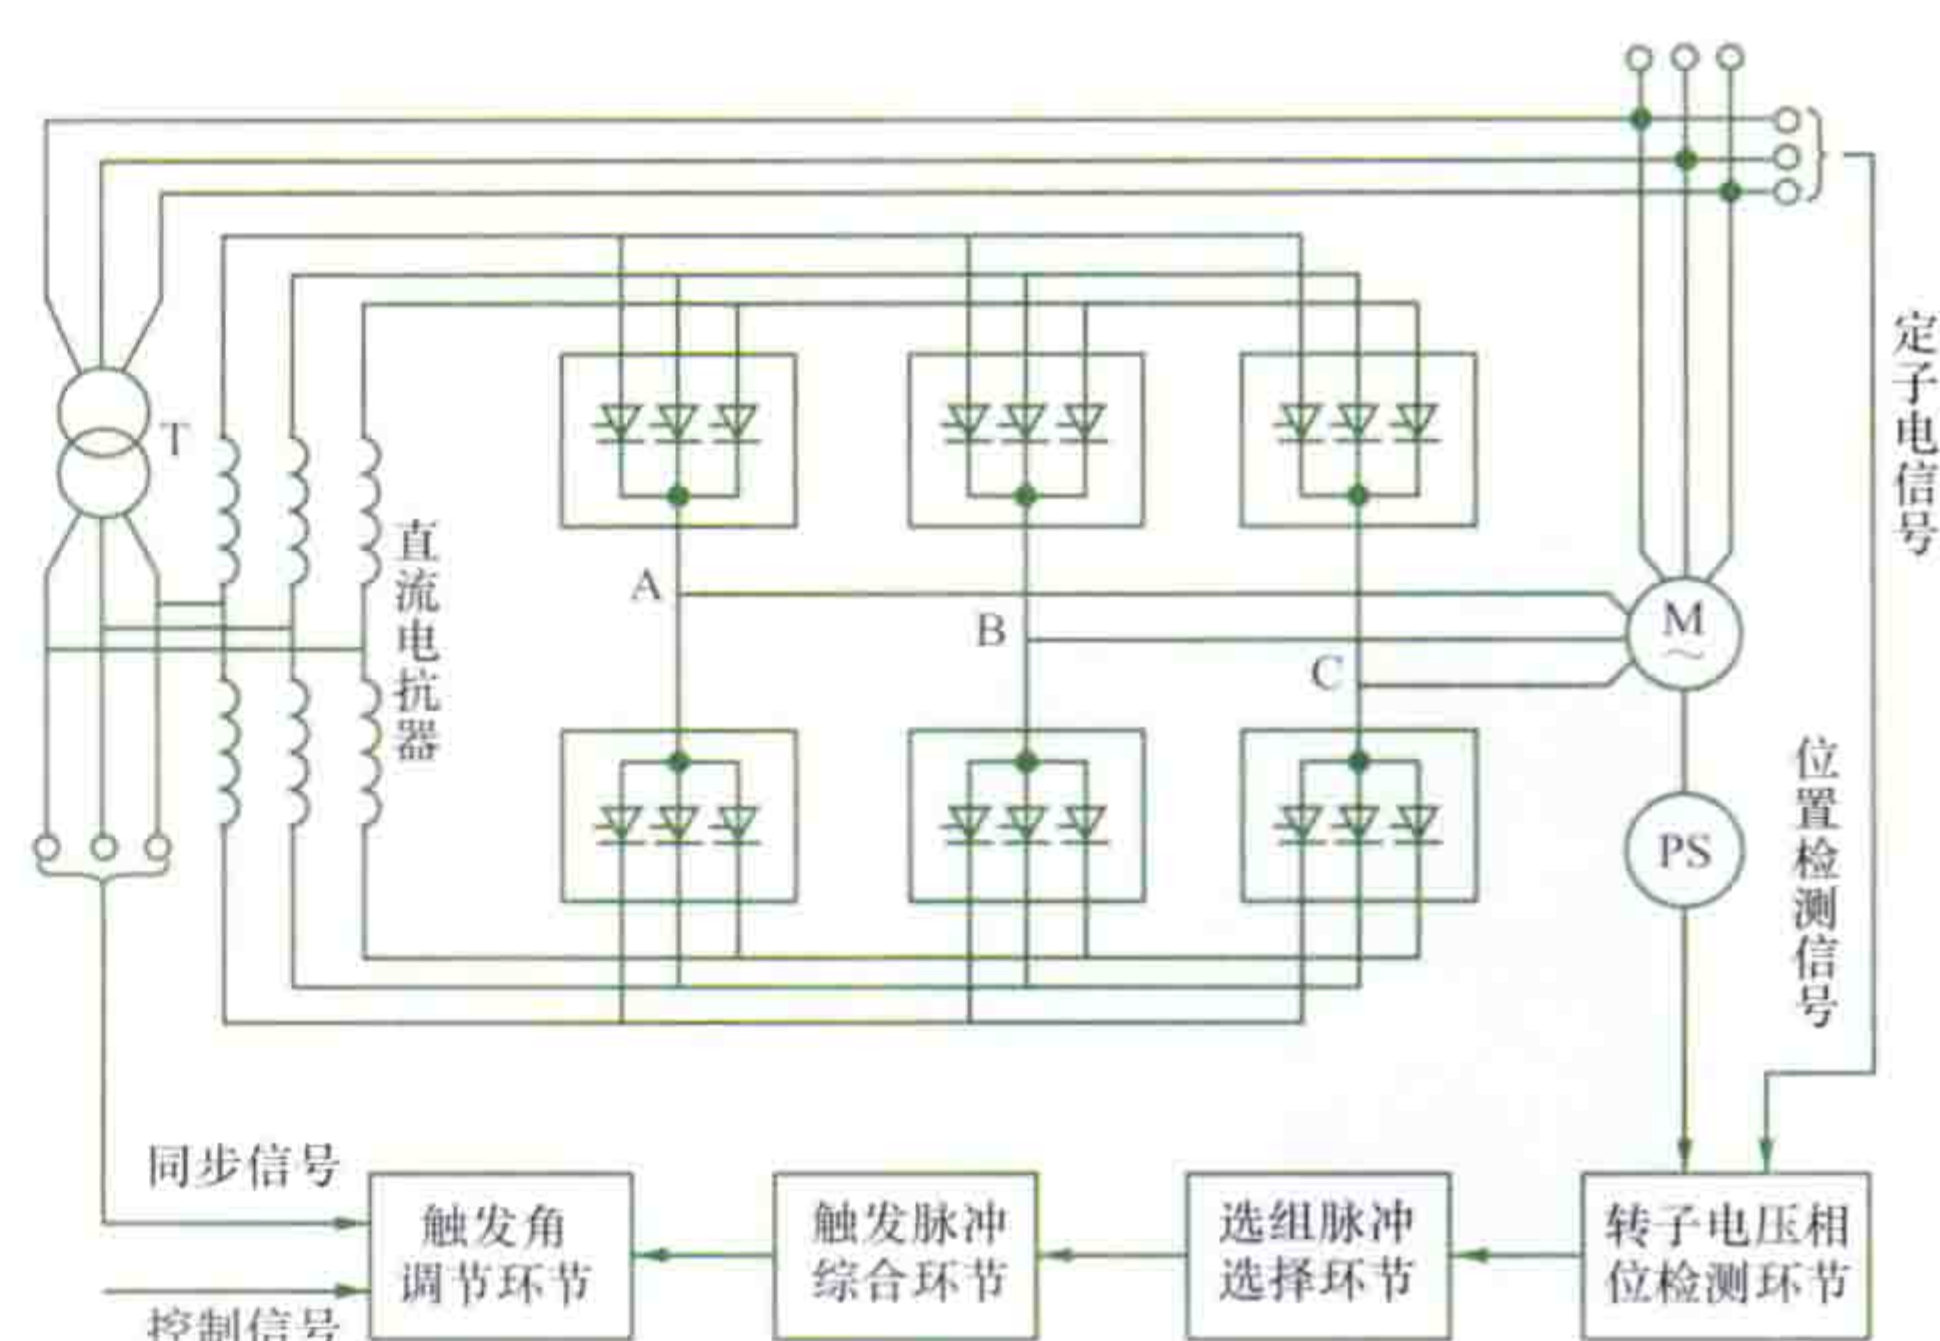 T
直流电抗器
A
B
C
M
~
PS
定子电信号
位置检测信号
同步信号
控制信号
触发角
调节环节
触发脉冲
综合环节
选组脉冲
选择环节
转子电压相
位检测环节